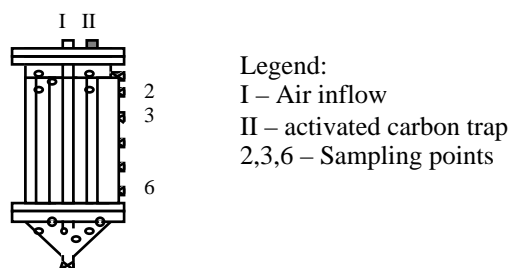 I II
2
3
6
Legend:
I – Air inflow
II – activated carbon trap
2,3,6 – Sampling points